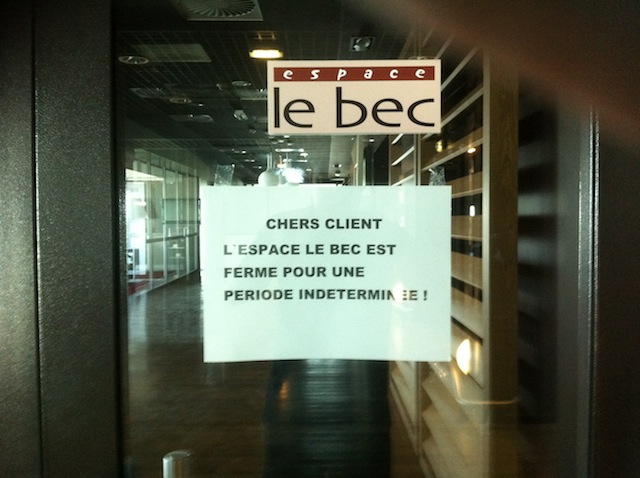 espace
le bec
CHERS CLIENT
L'ESPACE LE BEC EST
FERME POUR UNE
PERIODE INDETERMINEE !